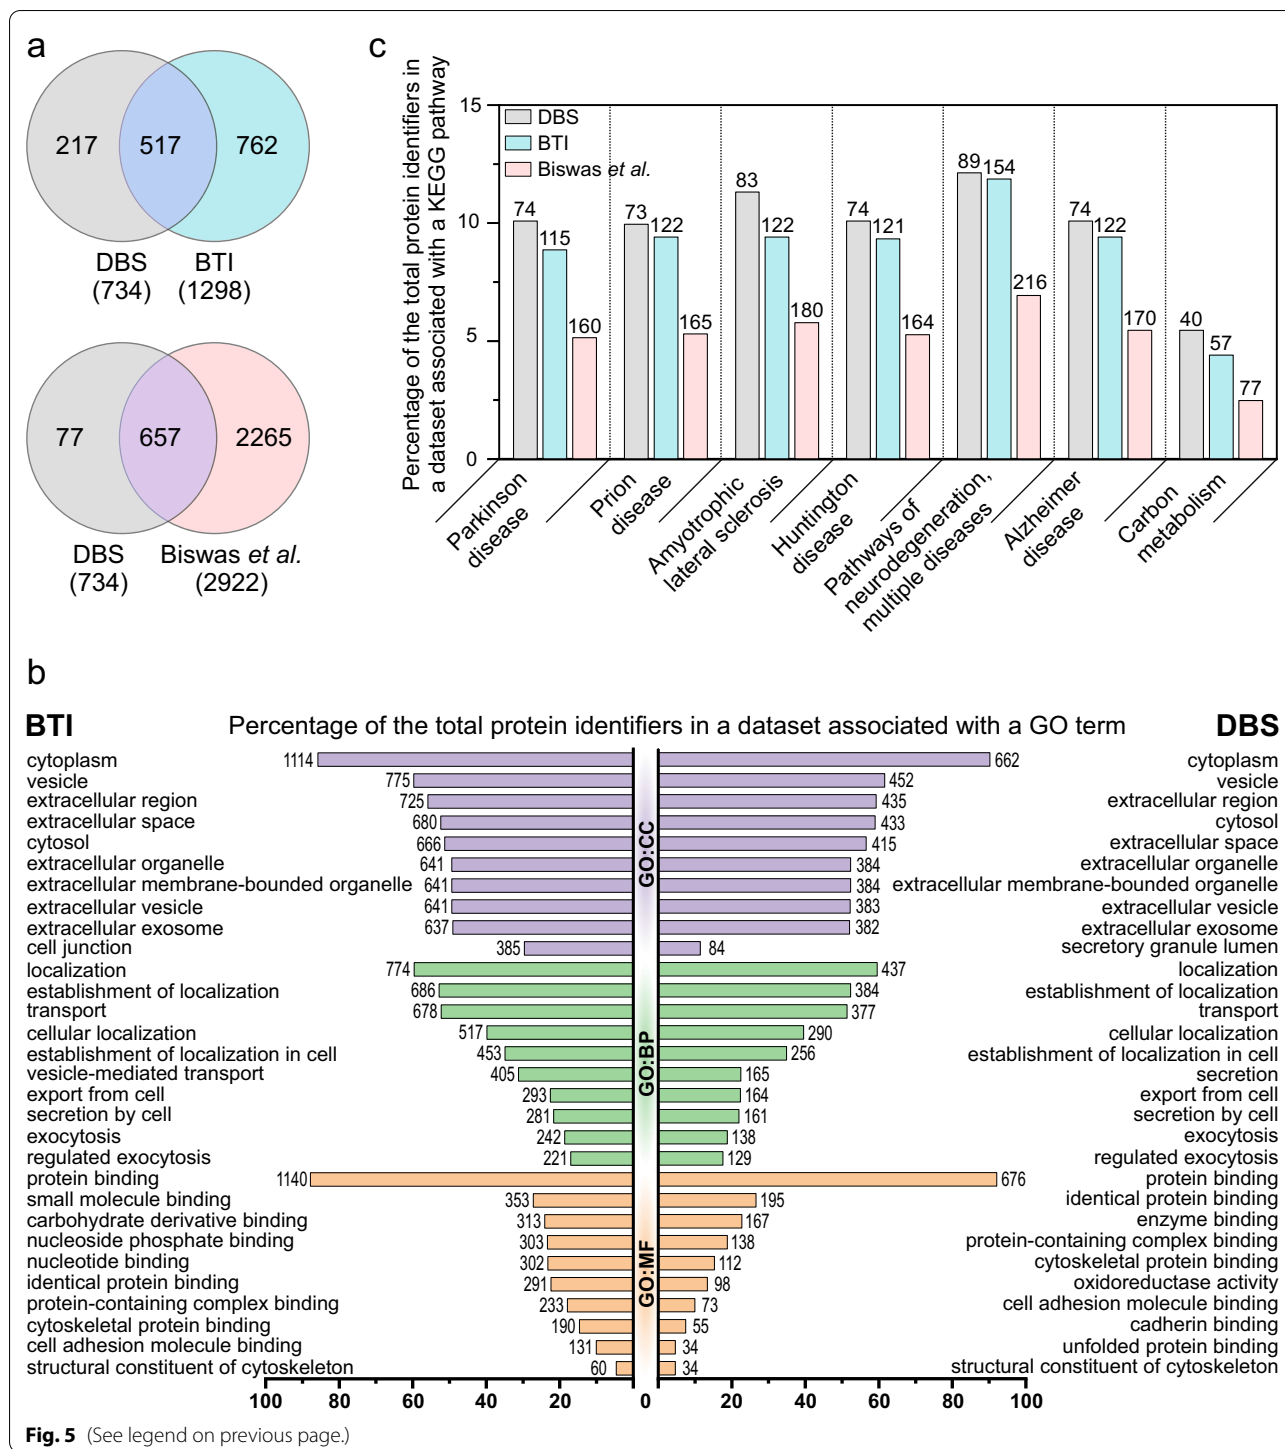 a
217 517 762
DBS BTI
(734) (1298)
77 657 2265
DBS Biswas et al.
(734) (2922)
c
Percentage of the total protein identifiers in
a dataset associated with a KEGG pathway
15
10
5
0
DBS
BTI
Biswas et al.
74 115 160
73 122 165
83 122 180
74 121 164
89 154 216
74 122 170
40 57 77
Parkinson
disease
Prion
disease
Amyotrophic
lateral sclerosis
Huntington
disease
Pathways of
neurodegeneration,
multiple diseases
Alzheimer
disease
Carbon
metabolism
b
BTI Percentage of the total protein identifiers in a dataset associated with a GO term DBS
cytoplasm 1114 662 cytoplasm
vesicle 775 452 vesicle
extracellular region 725 435 extracellular region
extracellular space 680 433 cytosol
cytosol 666 415 extracellular space
extracellular organelle 641 384 extracellular organelle
extracellular membrane-bounded organelle 641 384 extracellular membrane-bounded organelle
extracellular vesicle 641 383 extracellular vesicle
extracellular exosome 637 382 extracellular exosome
cell junction 385 84 secretory granule lumen
GO:CC
localization 774 437 localization
establishment of localization 686 384 establishment of localization
transport 678 377 transport
cellular localization 517 290 cellular localization
establishment of localization in cell 453 256 establishment of localization in cell
vesicle-mediated transport 405 165 secretion
export from cell 293 164 export from cell
secretion by cell 281 161 secretion by cell
exocytosis 242 138 exocytosis
regulated exocytosis 221 129 regulated exocytosis
GO:BP
protein binding 1140 676 protein binding
small molecule binding 353 195 identical protein binding
carbohydrate derivative binding 313 167 enzyme binding
nucleoside phosphate binding 303 138 protein-containing complex binding
nucleotide binding 302 112 cytoskeletal protein binding
identical protein binding 291 98 oxidoreductase activity
protein-containing complex binding 233 73 cell adhesion molecule binding
cytoskeletal protein binding 190 55 cadherin binding
cell adhesion molecule binding 131 34 unfolded protein binding
structural constituent of cytoskeleton 60 34 structural constituent of cytoskeleton
GO:MF
100 80 60 40 20 0 20 40 60 80 100
Fig. 5 (See legend on previous page.)